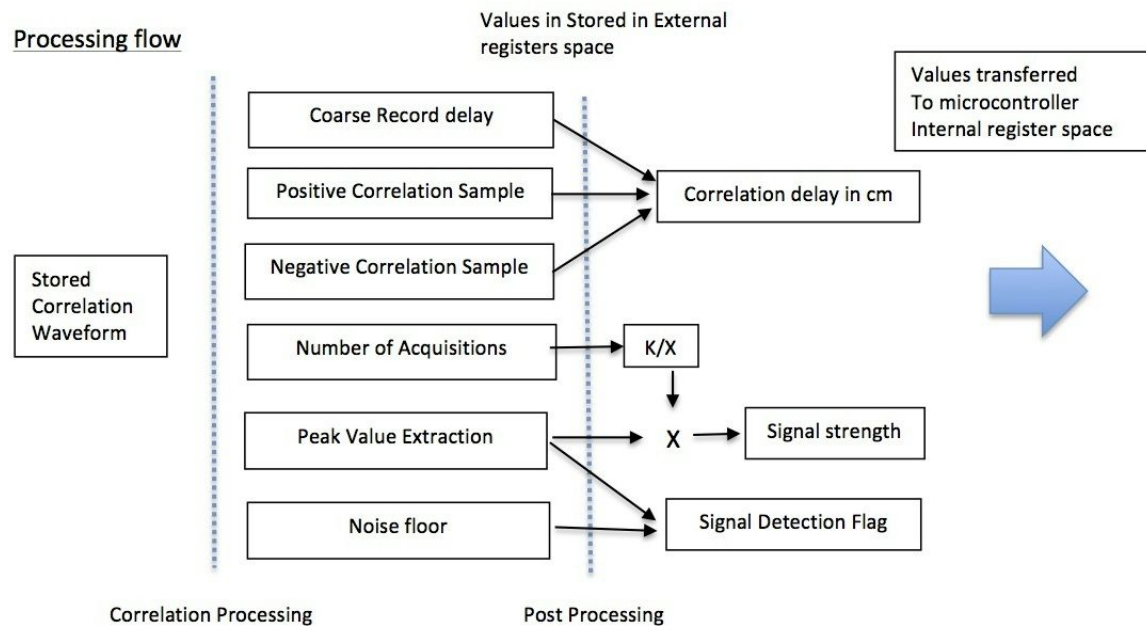 Processing flow
Values in Stored in External
registers space
Values transferred
To microcontroller
Internal register space
Coarse Record delay
Positive Correlation Sample
Correlation delay in cm
Negative Correlation Sample
Stored
Correlation
Waveform
Number of Acquisitions
K/X
Peak Value Extraction
X
Signal strength
Noise floor
Signal Detection Flag
Correlation Processing
Post Processing